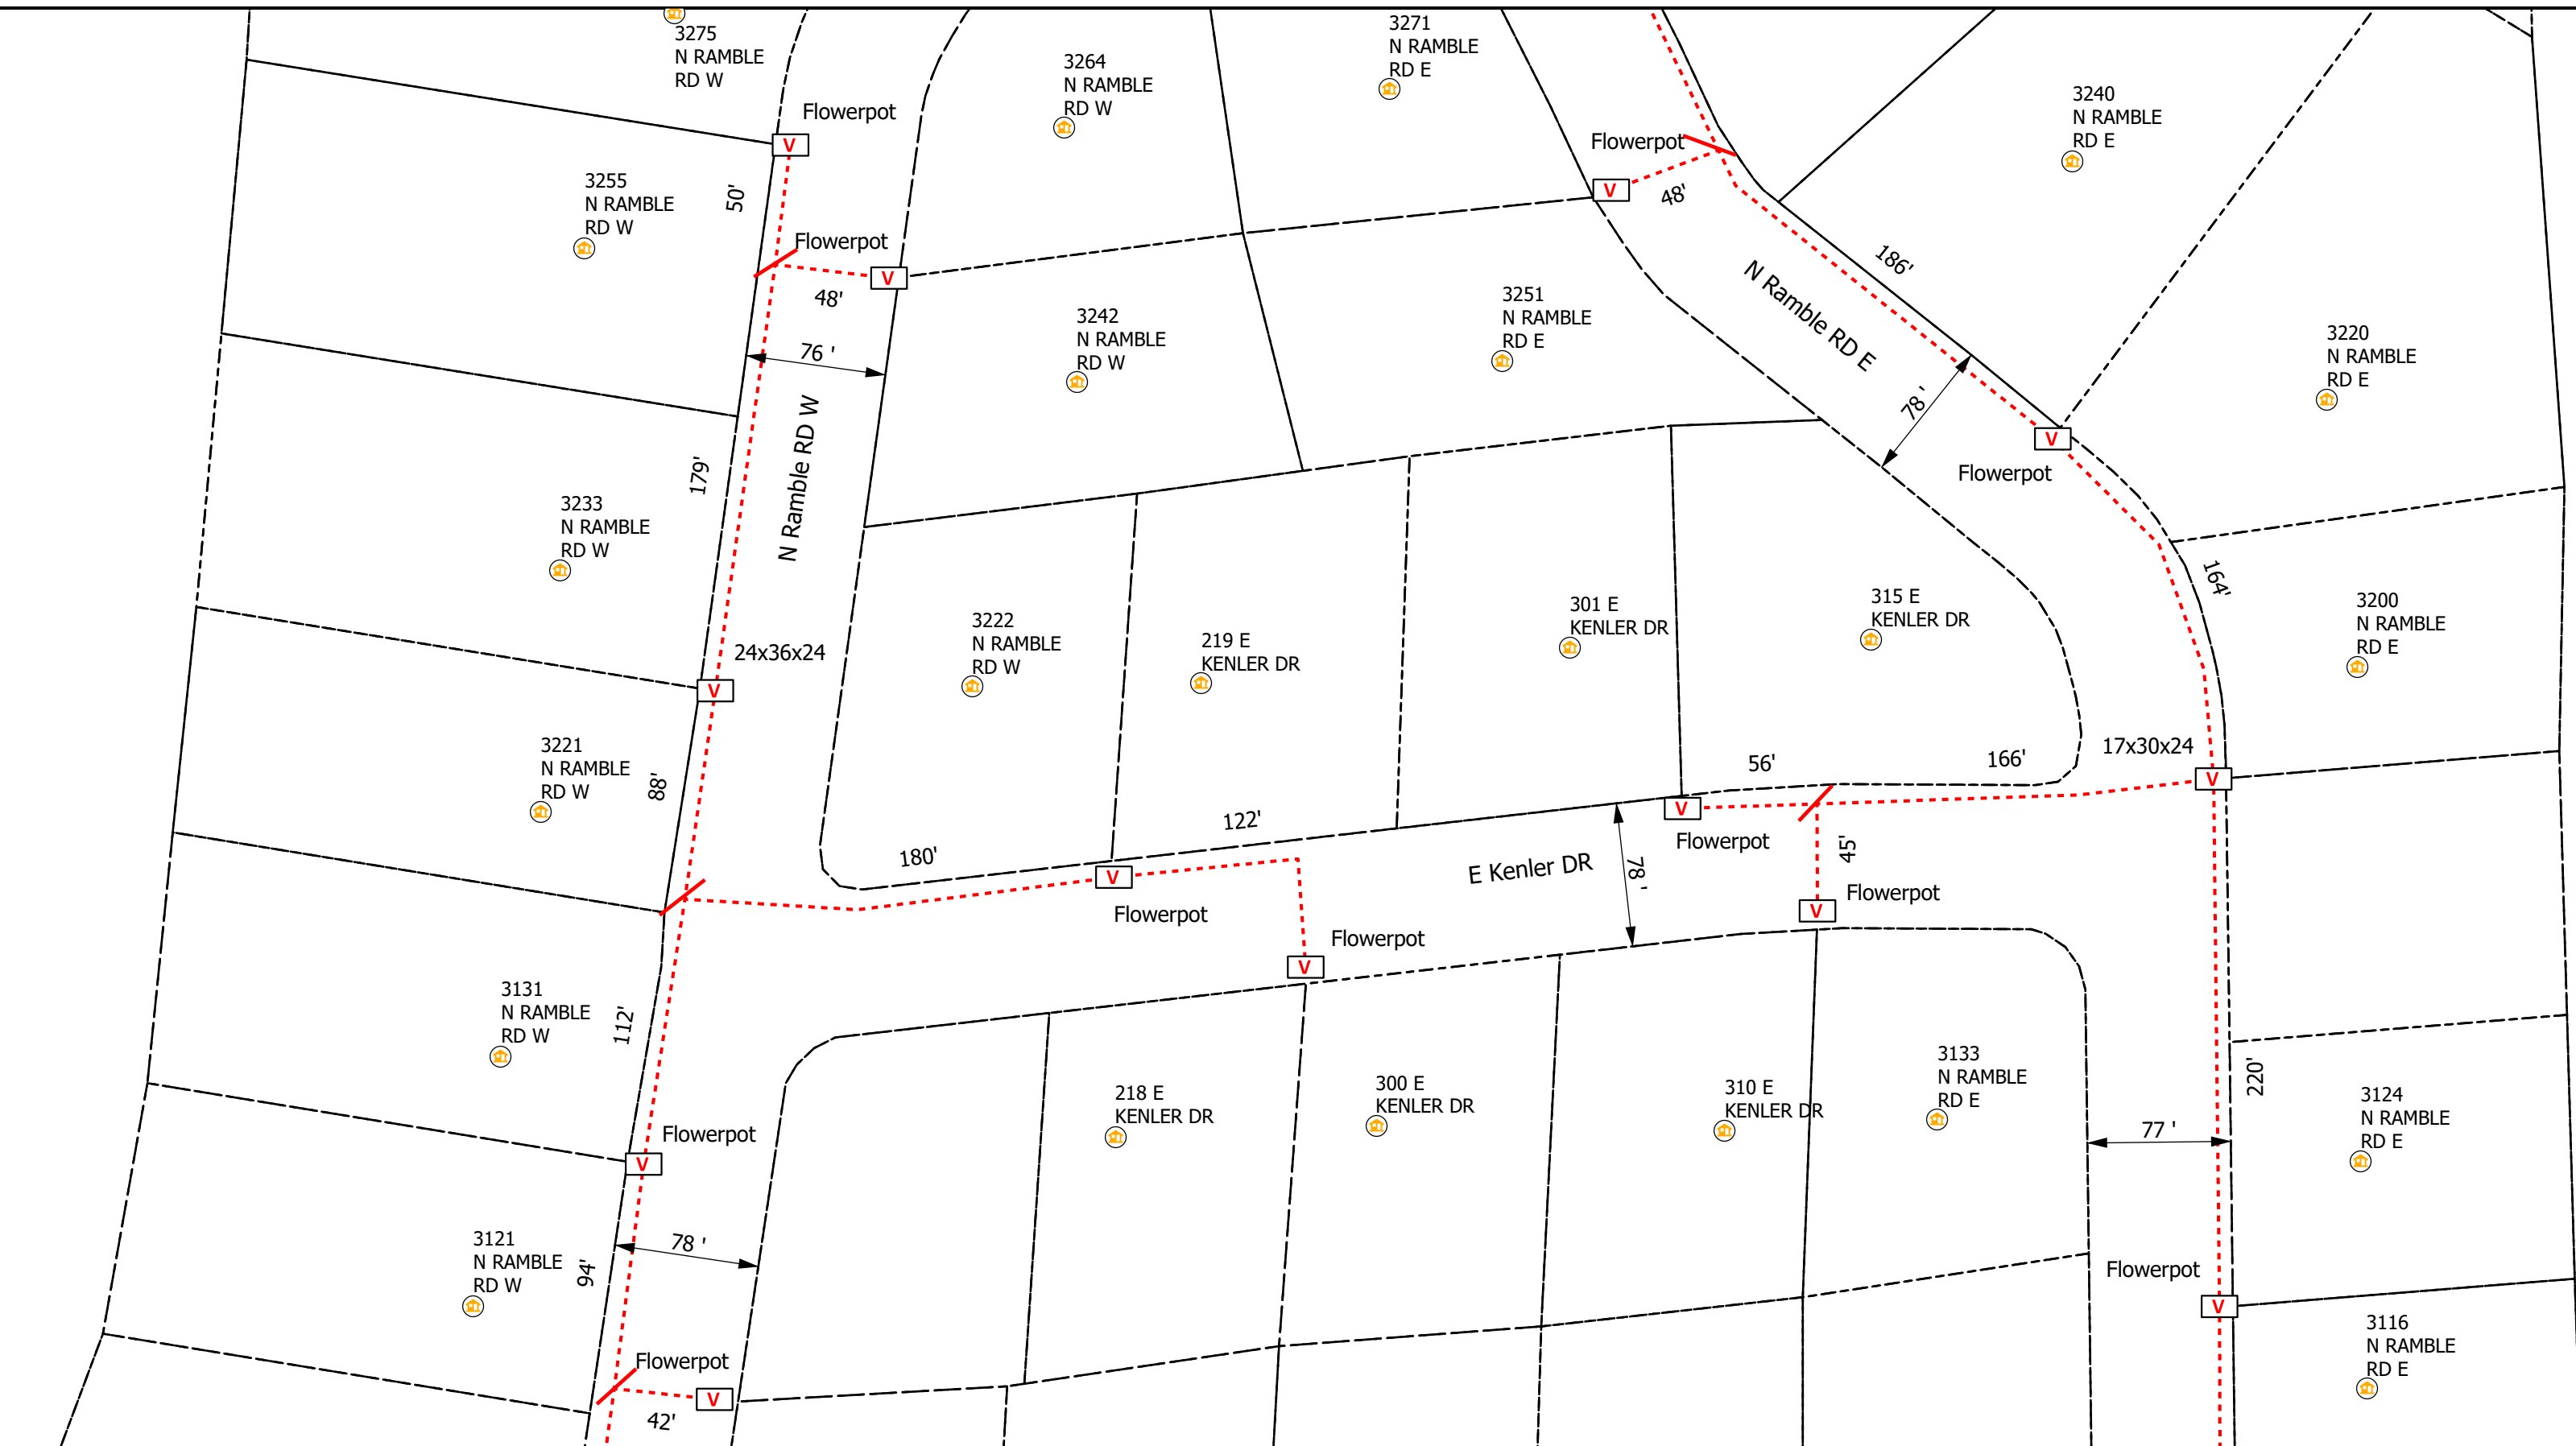 3275
N RAMBLE
RD W
3264
N RAMBLE
RD W
3271
N RAMBLE
RD E
3240
N RAMBLE
RD E
Flowerpot
V
Flowerpot
V
48'
3255
N RAMBLE
RD W
50'
Flowerpot
V
48'
186'
N Ramble RD E
3242
N RAMBLE
RD W
3251
N RAMBLE
RD E
3220
N RAMBLE
RD E
76 '
78 '
V
Flowerpot
N Ramble RD W
179'
3233
N RAMBLE
RD W
164'
3222
N RAMBLE
RD W
219 E
KENLER DR
301 E
KENLER DR
315 E
KENLER DR
3200
N RAMBLE
RD E
24x36x24
V
3221
N RAMBLE
RD W
88'
56'
166'
17x30x24
V
122'
180'
V
Flowerpot
V
Flowerpot
E Kenler DR
78 '
45'
Flowerpot
V
Flowerpot
V
3131
N RAMBLE
RD W
112'
218 E
KENLER DR
300 E
KENLER DR
310 E
KENLER DR
3133
N RAMBLE
RD E
220'
3124
N RAMBLE
RD E
77 '
Flowerpot
V
3121
N RAMBLE
RD W
94'
78 '
Flowerpot
V
3116
N RAMBLE
RD E
Flowerpot
V
42'